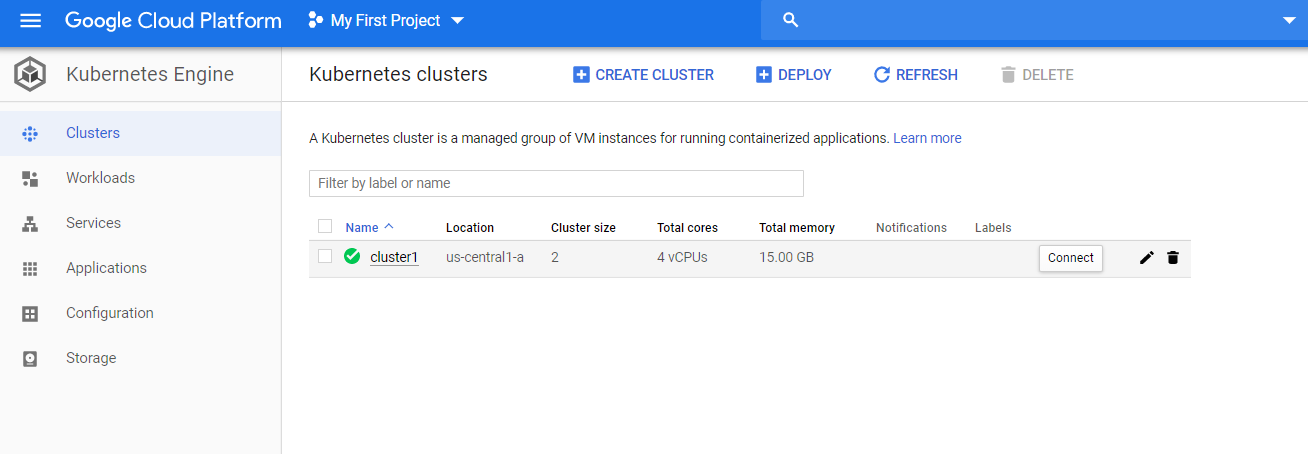 Google Cloud Platform My First Project
Kubernetes Engine
Clusters
Workloads
Services
Applications
Configuration
Storage
Kubernetes clusters CREATE CLUSTER DEPLOY REFRESH DELETE
A Kubernetes cluster is a managed group of VM instances for running containerized applications. Learn more
Filter by label or name
Name Location Cluster size Total cores Total memory Notifications Labels
cluster1 us-central1-a 2 4 vCPUs 15.00 GB Connect